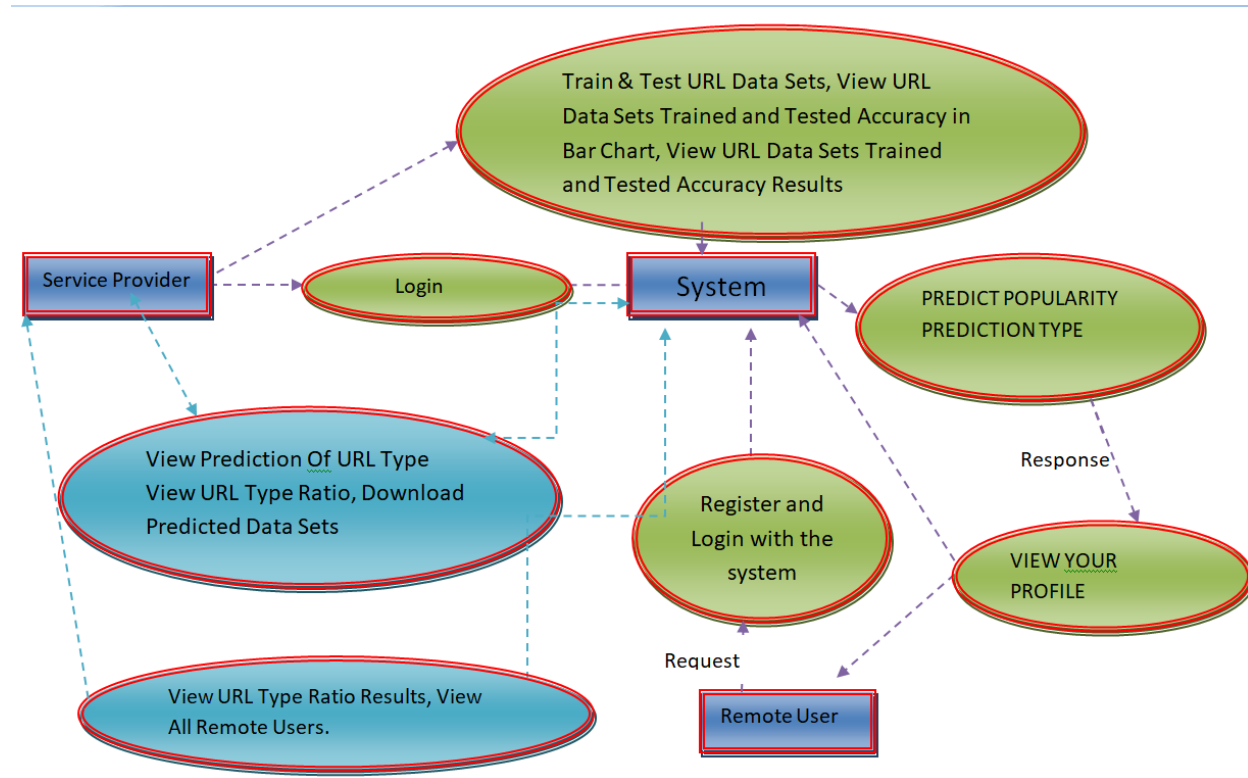 Train & Test URL Data Sets, View URL
Data Sets Trained and Tested Accuracy in
Bar Chart, View URL Data Sets Trained
and Tested Accuracy Results
Service Provider
Login
System
PREDICT POPULARITY
PREDICTION TYPE
View Prediction Of URL Type
View URL Type Ratio, Download
Predicted Data Sets
Response
Register and
Login with the
system
VIEW YOUR
PROFILE
Request
View URL Type Ratio Results, View
All Remote Users.
Remote User